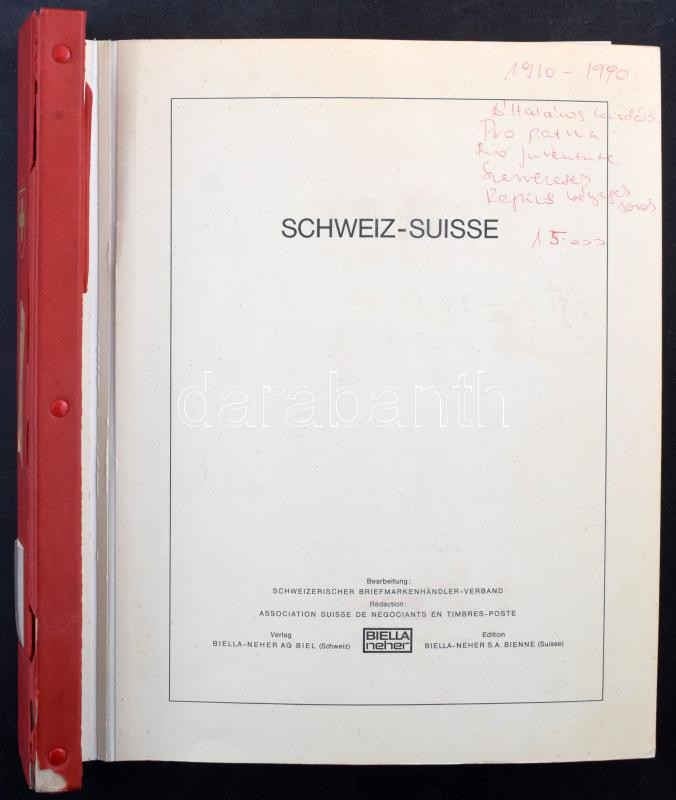 1910 - 1990
Általános kiadások
Pro patria
Pro juventute
Szervezetek
Repülő bélyeges
sorok
15.000
SCHWEIZ-SUISSE
darabanth
Bearbeitung:
SCHWEIZERISCHER BRIEFMARKENHÄNDLER-VERBAND
Rédaction:
ASSOCIATION SUISSE DE NEGOCIANTS EN TIMBRES-POSTE
Verlag
BIELLA-NEHER AG BIEL (Schweiz)
BIELLA
neher
Edition
BIELLA-NEHER S.A. BIENNE (Suisse)